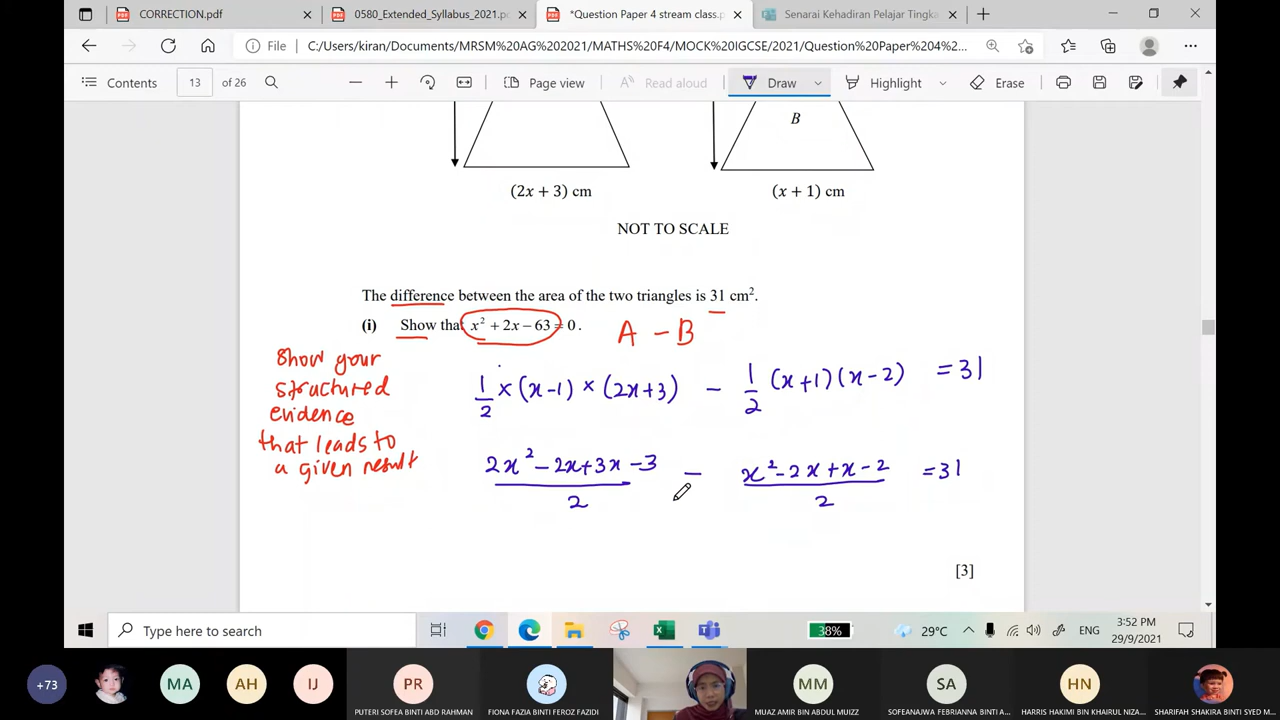 CORRECTION.pdf
0580_Extended_Syllabus_2021.p
*Question Paper 4 stream class.p
Senarai Kehadiran Pelajar Tingka
File
C:/Users/kiran/Documents/MRSM%20AG%202021/MATHS%20F4/MOCK%20IGCSE/2021/Question%20Paper%204%2...
Contents
13 of 26
Page view
Read aloud
Draw
Highlight
Erase
B
(2x + 3) cm
(x + 1) cm
NOT TO SCALE
The difference between the area of the two triangles is 31 cm².
(i) Show that x² + 2x − 63 = 0.
A − B
Show your
structured
evidence
that leads to
a given result
1/2 × (x−1) × (2x+3) − 1/2 (x+1)(x−2) = 31
(2x² − 2x + 3x − 3)/2 − (x² − 2x + x − 2)/2 = 31
[3]
Type here to search
38%
29°C
ENG
3:52 PM
29/9/2021
+73
MA
AH
IJ
PR
PUTERI SOFEA BINTI ABD RAHMAN
FIONA FAZIA BINTI FEROZ FAZIDI
MM
MUAZ AMIR BIN ABDUL MUIZZ
SA
SOFEANAJWA FEBRIANNA BINTI A...
HN
HARRIS HAKIMI BIN KHAIRUL NIZA...
SHARIFAH SHAKIRA BINTI SYED M...